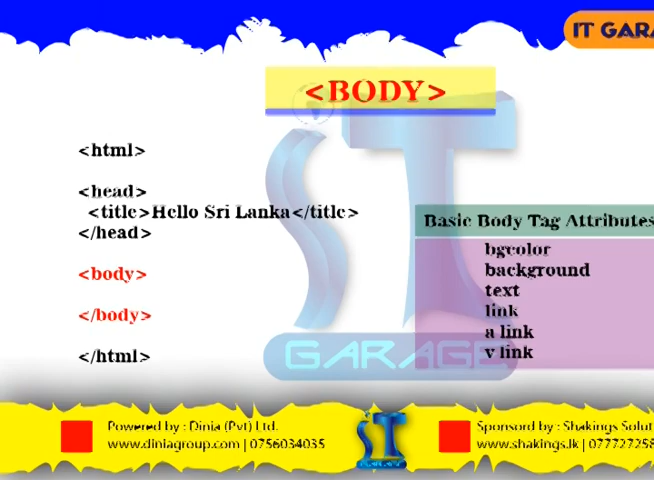 IT GARA
<BODY>
<html>
<head>
<title>Hello Sri Lanka</title>
</head>
<body>
</body>
</html>
Basic Body Tag Attributes
bgcolor
background
text
link
a link
v link
GARAGE
Powered by : Dinia (Pvt) Ltd.
www.diniagroup.com | 0756034035
Sponsord by : Shakings Solut
www.shakings.lk | 077727258